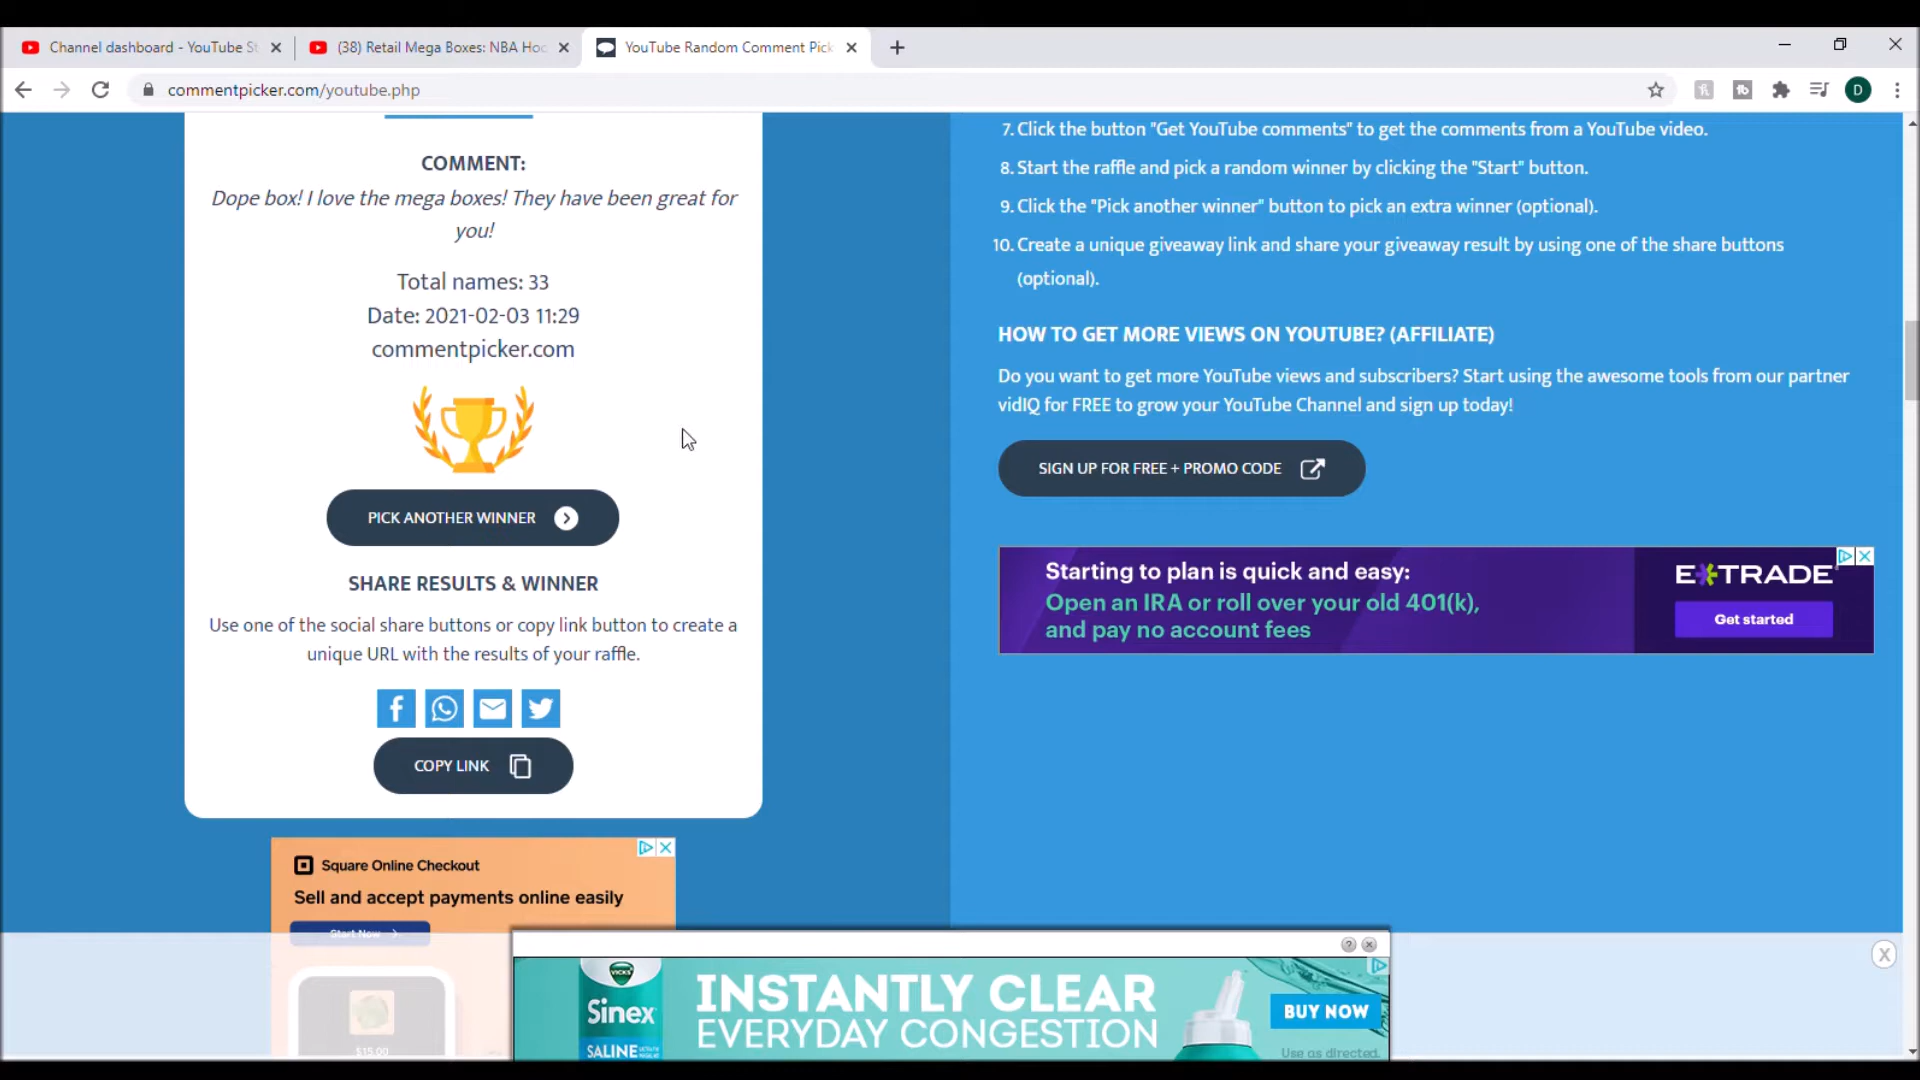 Channel dashboard - YouTube St
(38) Retail Mega Boxes: NBA Hoo
YouTube Random Comment Pick
commentpicker.com/youtube.php
D
COMMENT:
Dope box! I love the mega boxes! They have been great for
you!
Total names: 33
Date: 2021-02-03 11:29
commentpicker.com
PICK ANOTHER WINNER
SHARE RESULTS & WINNER
Use one of the social share buttons or copy link button to create a
unique URL with the results of your raffle.
COPY LINK
Square Online Checkout
Sell and accept payments online easily
Start Now
$15.00
7. Click the button "Get YouTube comments" to get the comments from a YouTube video.
8. Start the raffle and pick a random winner by clicking the "Start" button.
9. Click the "Pick another winner" button to pick an extra winner (optional).
10. Create a unique giveaway link and share your giveaway result by using one of the share buttons
(optional).
HOW TO GET MORE VIEWS ON YOUTUBE? (AFFILIATE)
Do you want to get more YouTube views and subscribers? Start using the awesome tools from our partner
vidIQ for FREE to grow your YouTube Channel and sign up today!
SIGN UP FOR FREE + PROMO CODE
Starting to plan is quick and easy:
Open an IRA or roll over your old 401(k),
and pay no account fees
E*TRADE
Get started
VICKS
Sinex
SALINE
INSTANTLY CLEAR
EVERYDAY CONGESTION
BUY NOW
Use as directed.
X